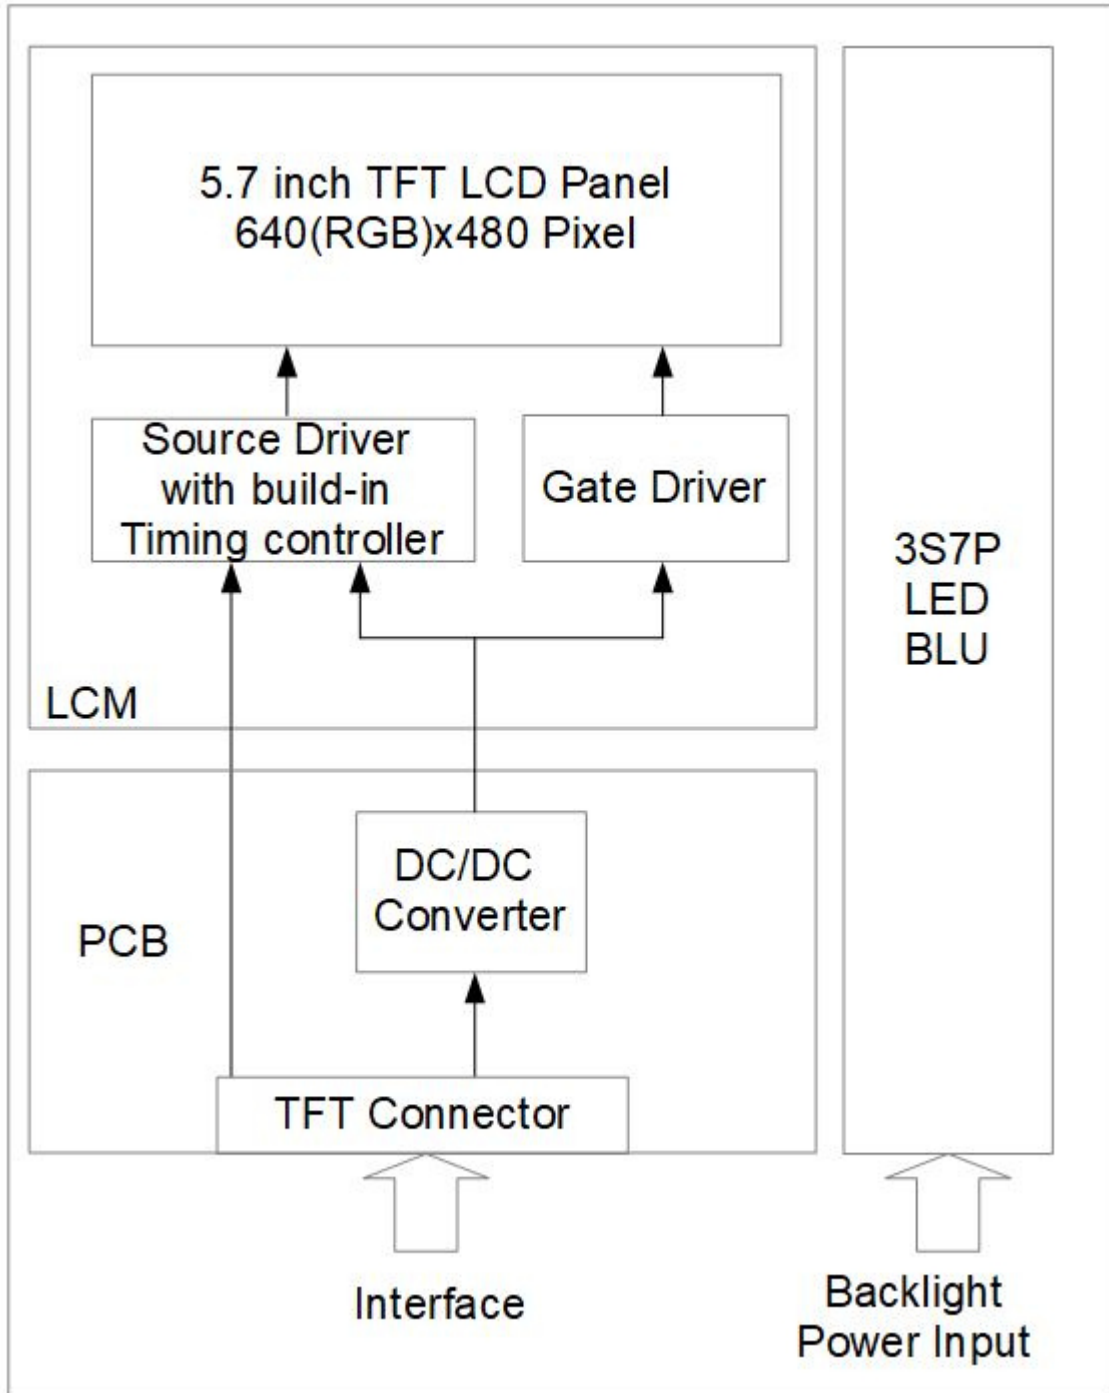 5.7 inch TFT LCD Panel
640(RGB)x480 Pixel
Source Driver
with build-in
Timing controller
Gate Driver
LCM
3S7P
LED
BLU
DC/DC
Converter
PCB
TFT Connector
Interface
Backlight
Power Input